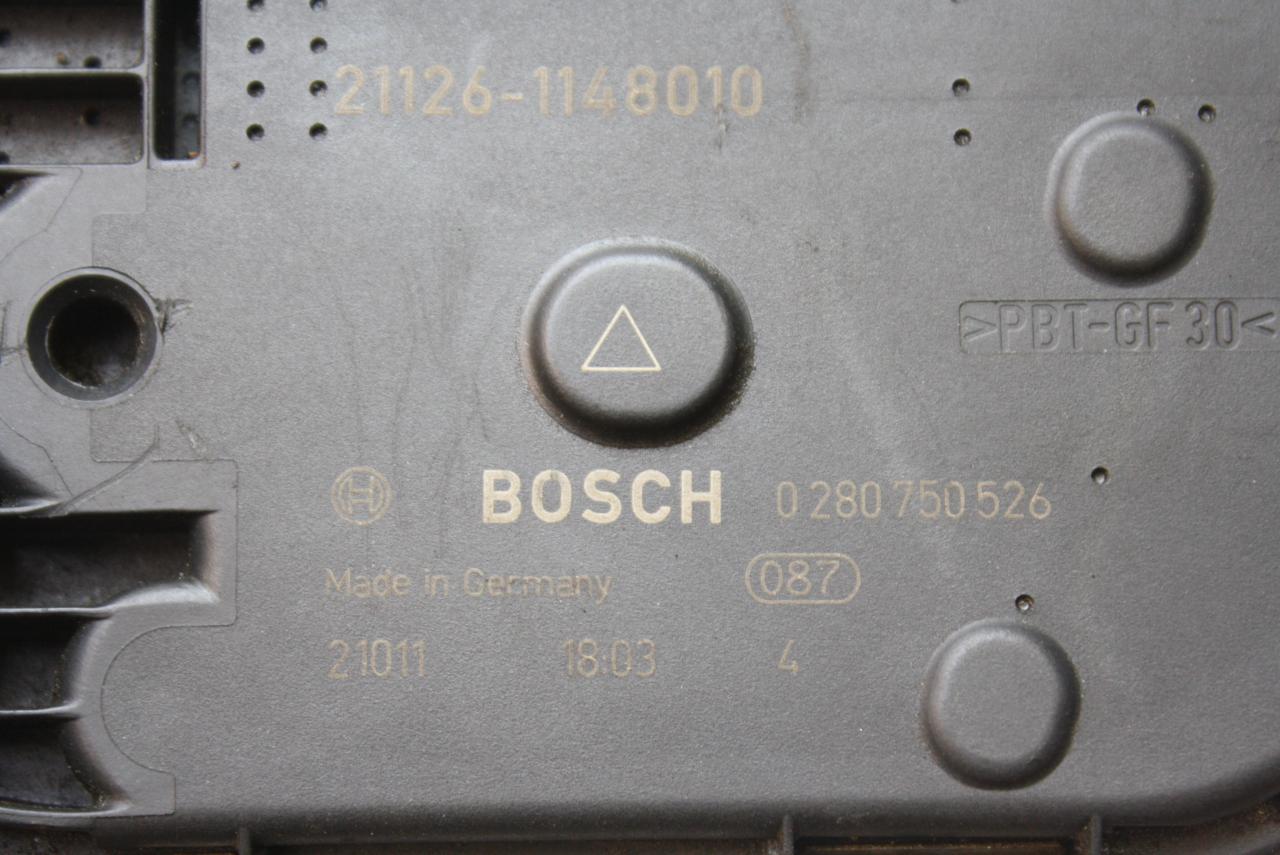 21126-1148010
>PBT-GF 30<
BOSCH 0 280 750 526
Made in Germany 087
21011 18:03 4